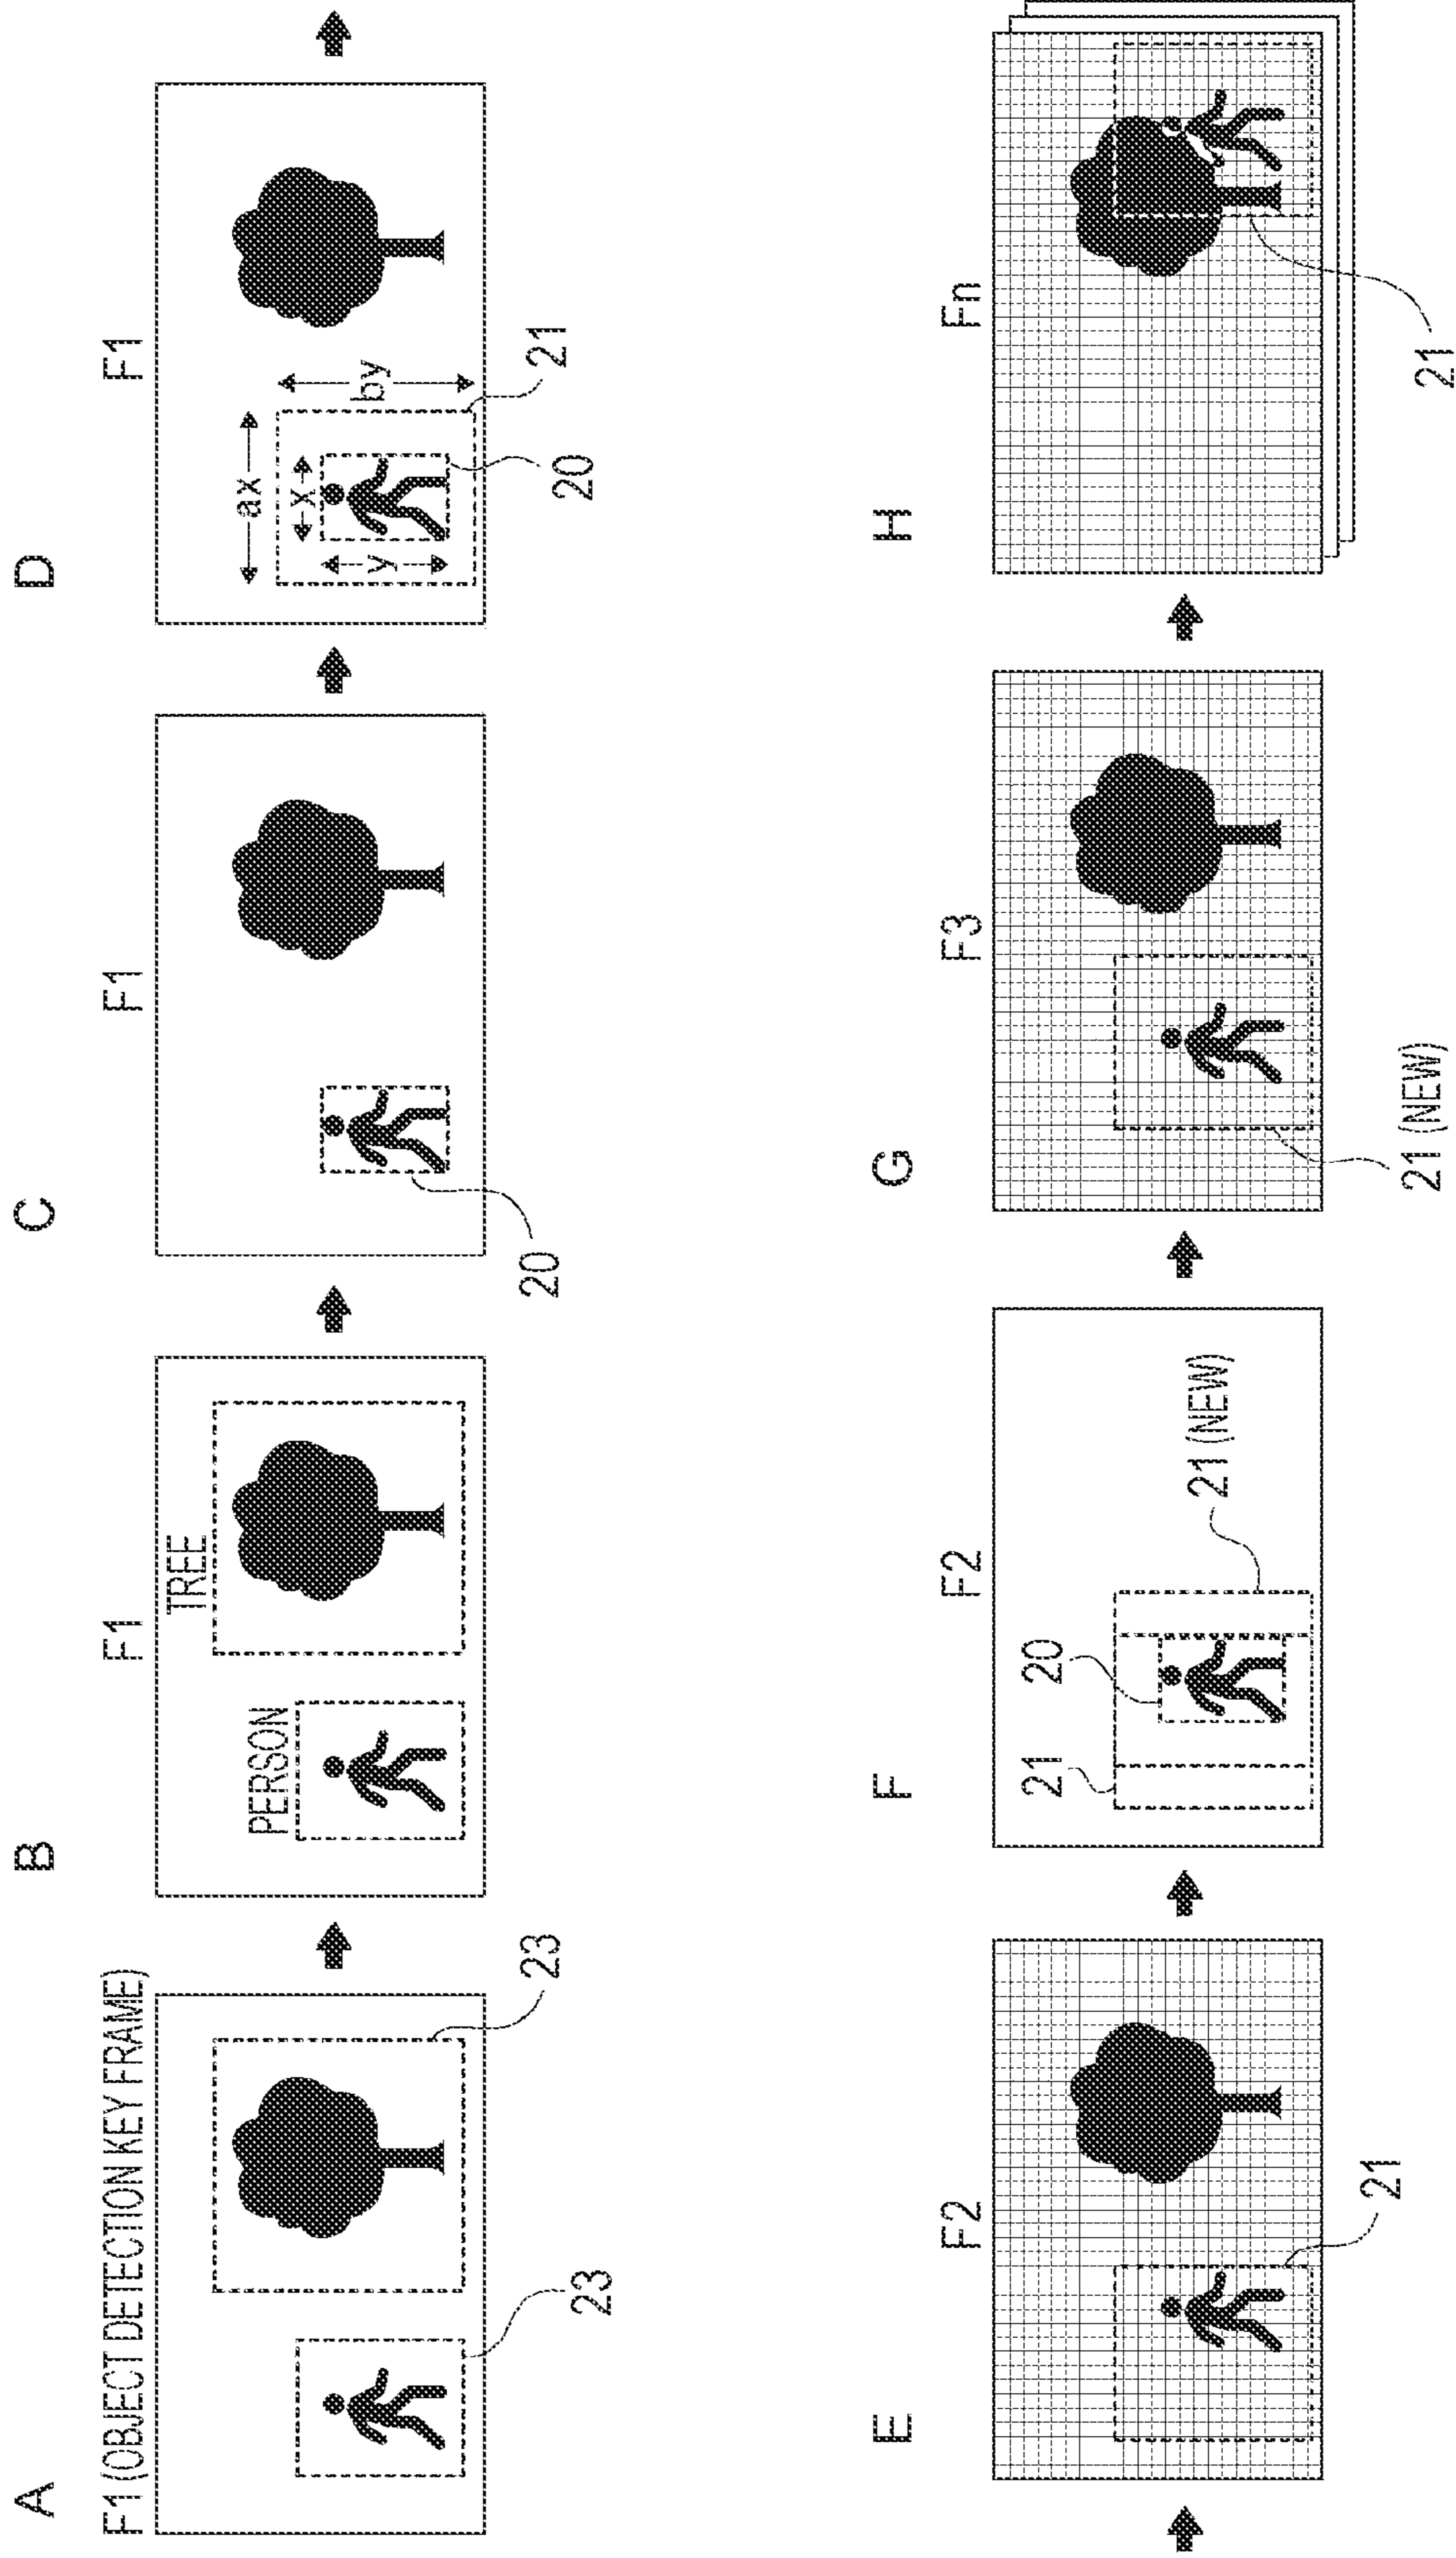 A
F1 (OBJECT DETECTION KEY FRAME)
23
23
B
F1
PERSON
TREE
C
F1
20
D
F1
ax
x
y
by
21
20
E
F2
21
F
F2
21
20
21 (NEW)
G
F3
21 (NEW)
H
Fn
21